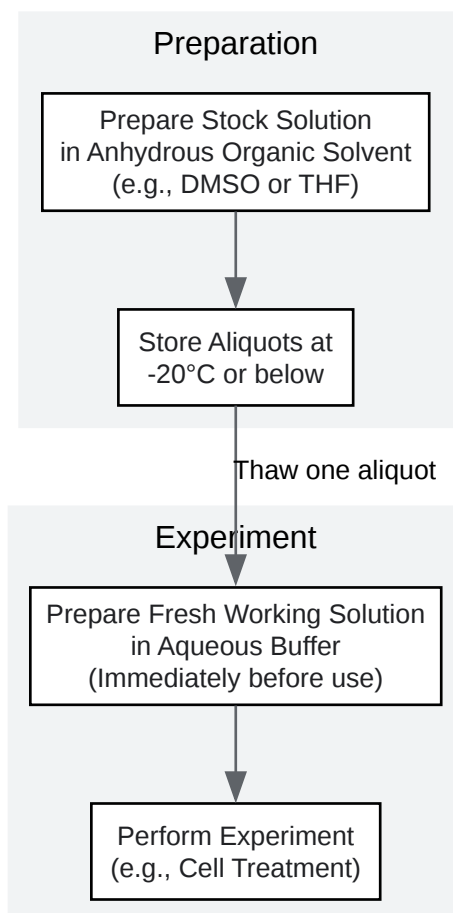 Preparation
Prepare Stock Solution
in Anhydrous Organic Solvent
(e.g., DMSO or THF)
Store Aliquots at
-20°C or below
Thaw one aliquot
Experiment
Prepare Fresh Working Solution
in Aqueous Buffer
(Immediately before use)
Perform Experiment
(e.g., Cell Treatment)